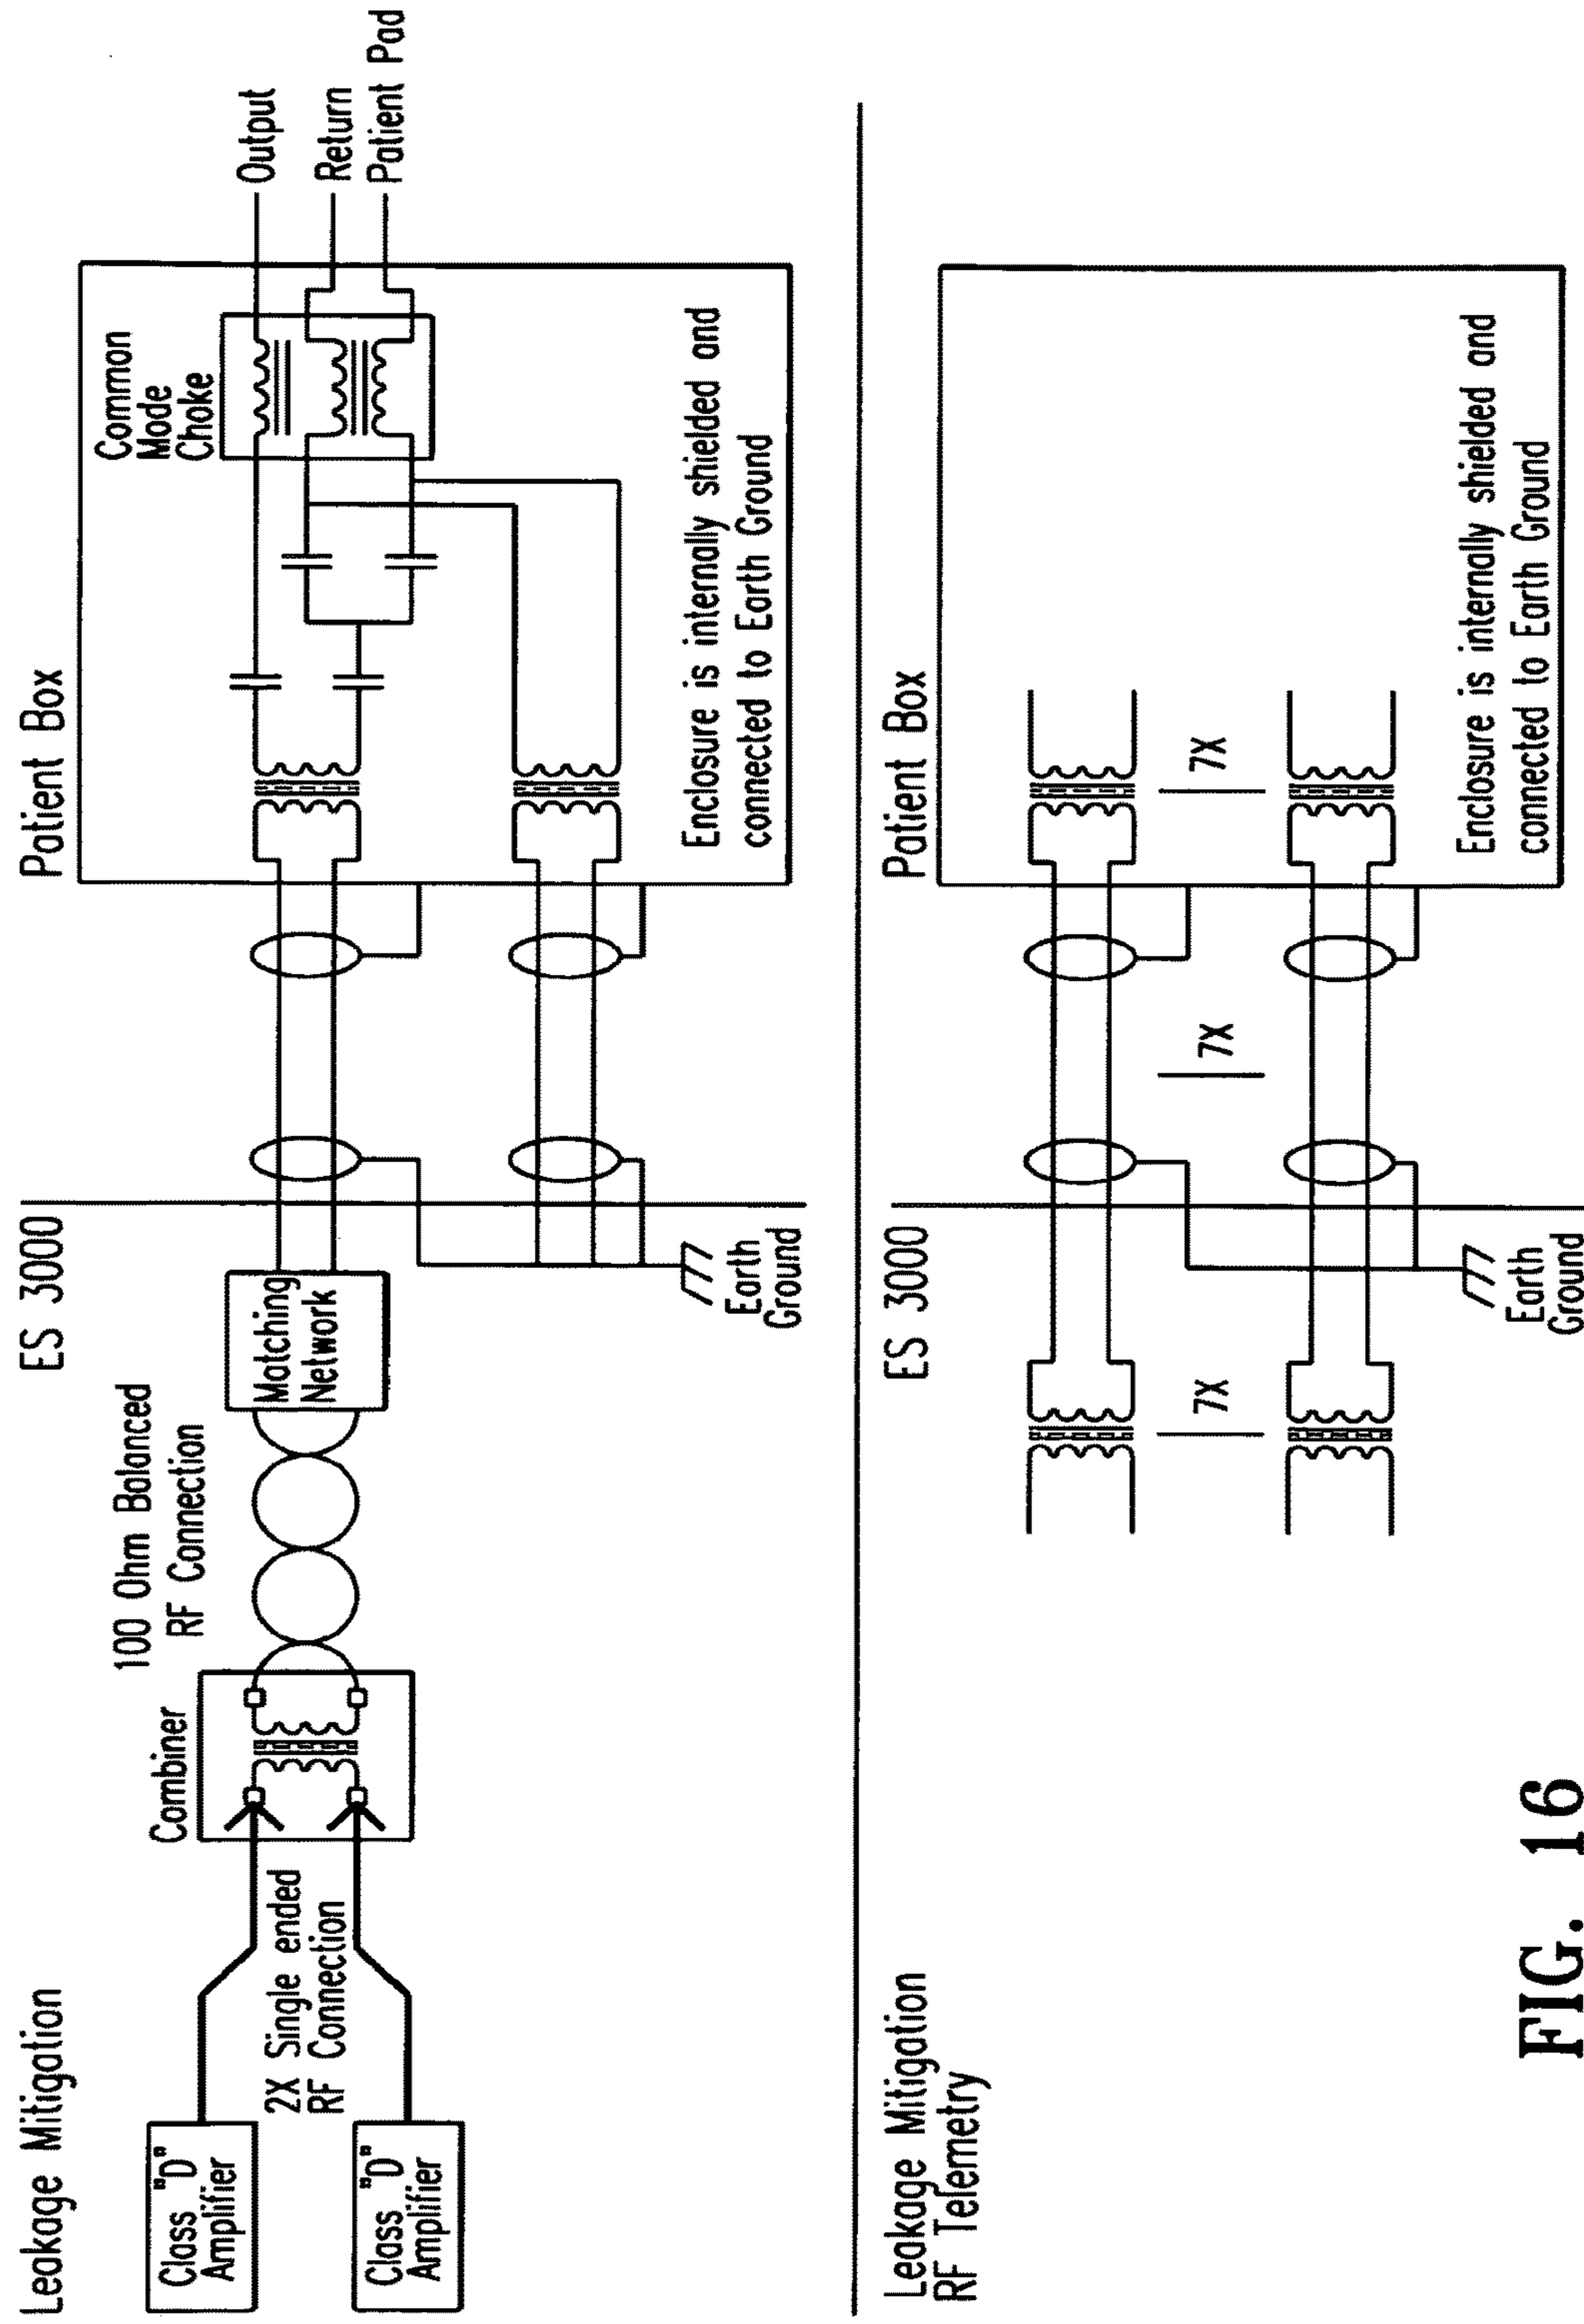 Leakage Mitigation
ES 3000
Patient Box
Class "D"
Amplifier
Class "D"
Amplifier
2X Single ended
RF Connection
Combiner
100 Ohm Balanced
RF Connection
Matching
Network
Earth
Ground
Common
Mode
Choke
Output
Return
Patient Pad
Enclosure is internally shielded and
connected to Earth Ground
Leakage Mitigation
RF Telemetry
ES 3000
Patient Box
7X
7X
7X
Earth
Ground
Enclosure is internally shielded and
connected to Earth Ground
FIG. 16